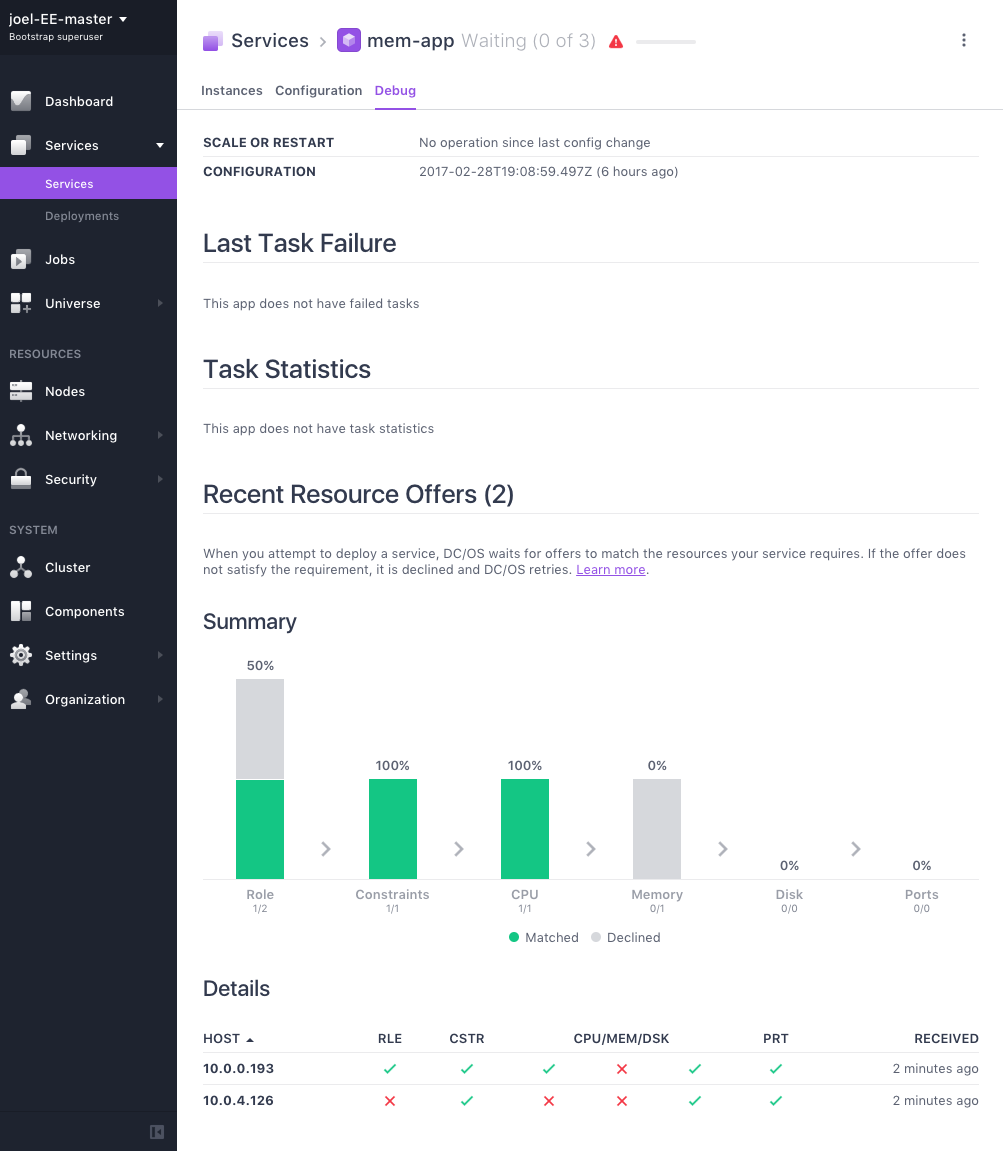 joel-EE-master
Bootstrap superuser
Dashboard
Services
Services
Deployments
Jobs
Universe
RESOURCES
Nodes
Networking
Security
SYSTEM
Cluster
Components
Settings
Organization
Services > mem-app Waiting (0 of 3)
Instances Configuration Debug
SCALE OR RESTART No operation since last config change
CONFIGURATION 2017-02-28T19:08:59.497Z (6 hours ago)
Last Task Failure
This app does not have failed tasks
Task Statistics
This app does not have task statistics
Recent Resource Offers (2)
When you attempt to deploy a service, DC/OS waits for offers to match the resources your service requires. If the offer does
not satisfy the requirement, it is declined and DC/OS retries. Learn more.
Summary
50% 100% 100% 0% 0% 0%
Role Constraints CPU Memory Disk Ports
1/2 1/1 1/1 0/1 0/0 0/0
Matched Declined
Details
HOST RLE CSTR CPU/MEM/DSK PRT RECEIVED
10.0.0.193 2 minutes ago
10.0.4.126 2 minutes ago